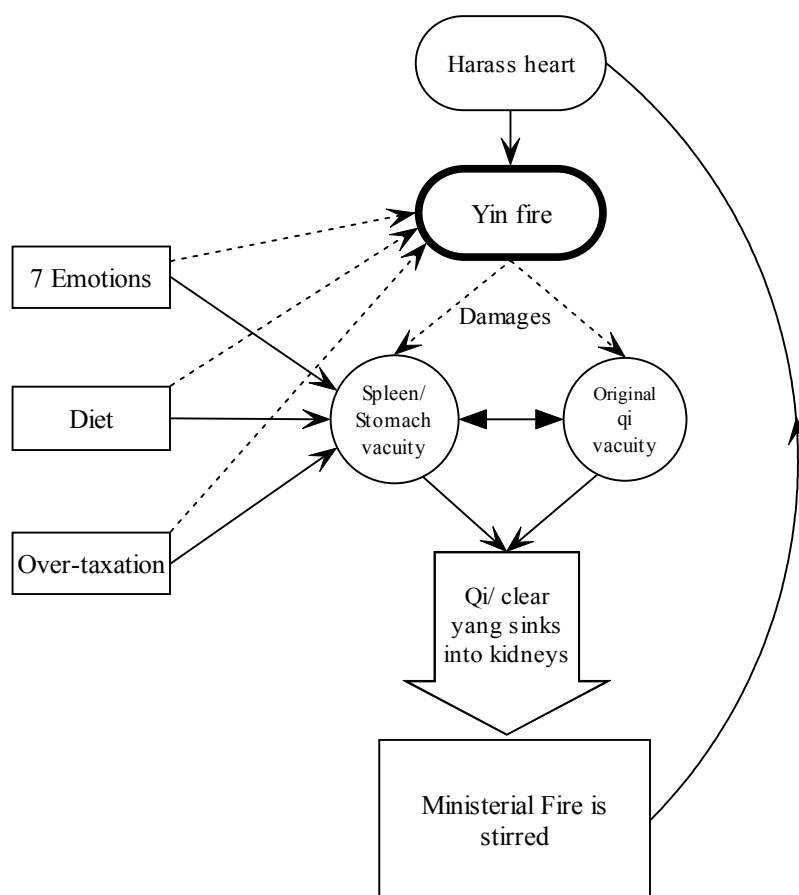 Harass heart
Yin fire
7 Emotions
Damages
Spleen/
Stomach
vacuity
Original
qi
vacuity
Diet
Over-taxation
Qi/ clear
yang sinks
into kidneys
Ministerial Fire is
stirred